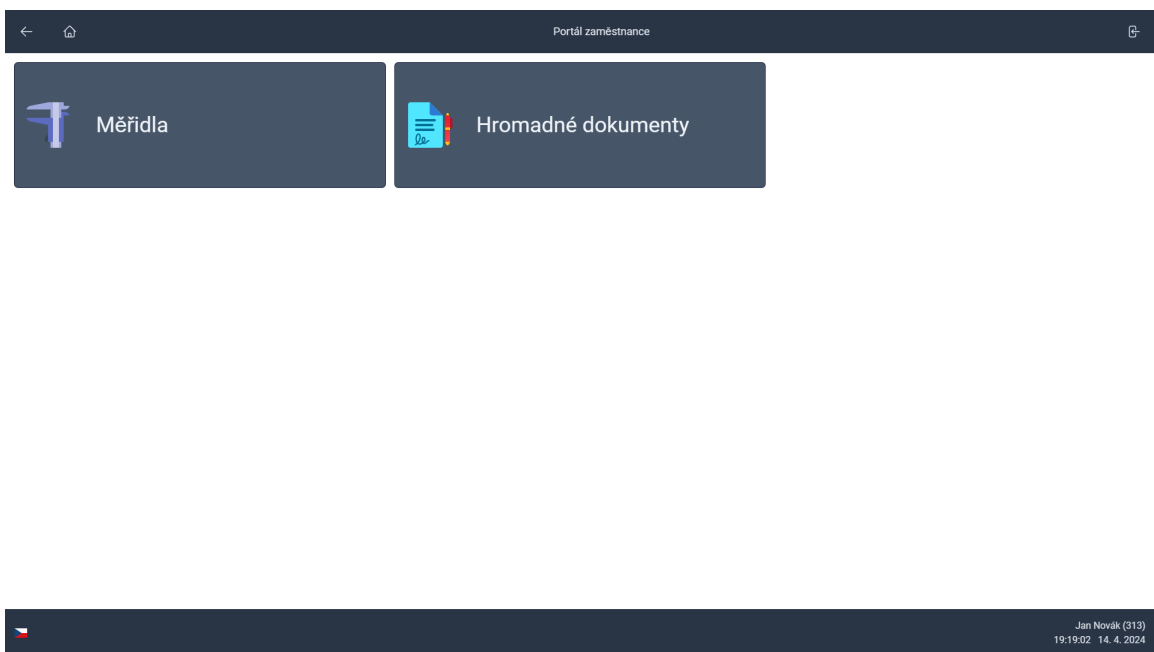 Portál zaměstnance
Měřidla
Hromadné dokumenty
Jan Novák (313)
19:19:02 14. 4. 2024